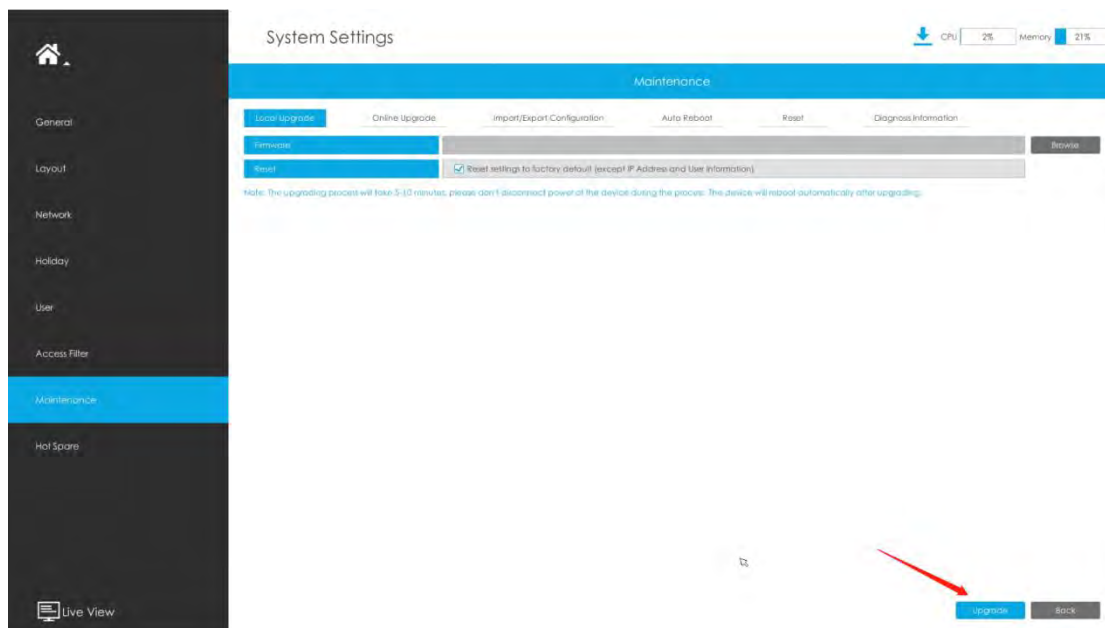 System Settings
CPU 2% Memory 21%
Maintenance
General
Layout
Network
Holiday
User
Access Filter
Maintenance
Hot Spare
Live View
Local Upgrade Online Upgrade Import/Export Configuration Auto Reboot Reset Diagnosis Information
Firmware Browse
Reset Reset settings to factory default (except IP Address and User Information)
Note: The upgrading process will take 5-10 minutes, please don't disconnect power of the device during the process. The device will reboot automatically after upgrading.
Upgrade Back